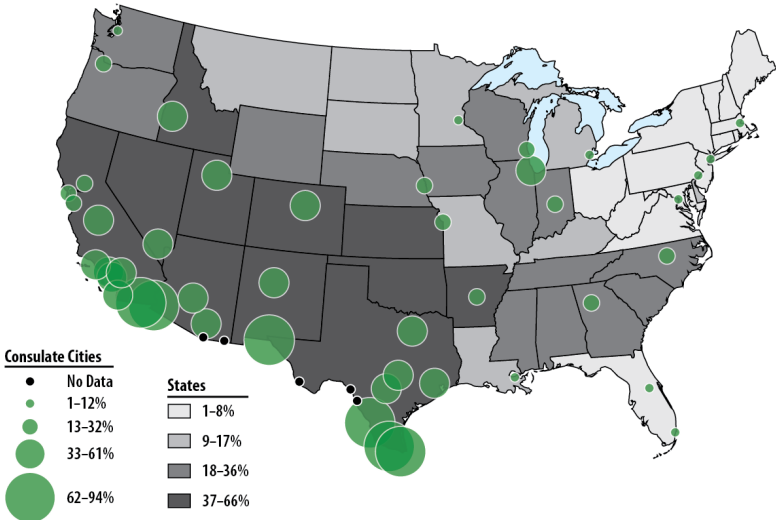 Consulate Cities
No Data
1–12%
13–32%
33–61%
62–94%
States
1–8%
9–17%
18–36%
37–66%